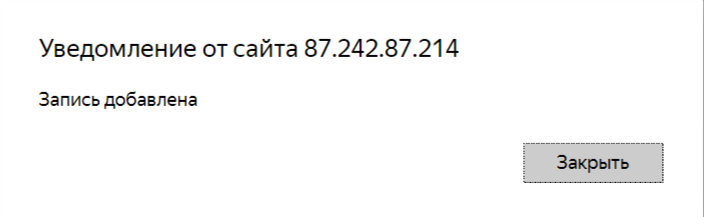 Уведомление от сайта 87.242.87.214
Запись добавлена
Закрыть